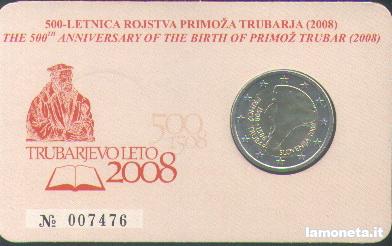 500-LETNICA ROJSTVA PRIMOŽA TRUBARJA (2008)
THE 500TH ANNIVERSARY OF THE BIRTH OF PRIMOŽ TRUBAR (2008)
500
1508
TRUBARJEVO LETO
2008
SLOVENIJA
№ 007476
lamoneta.it